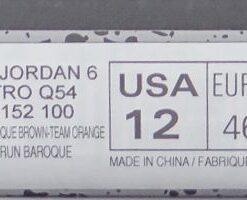 JORDAN 6
TRO Q54
152 100
QUE BROWN-TEAM ORANGE
RUN BAROQUE
USA
12
EUR
46
MADE IN CHINA / FABRIQUE